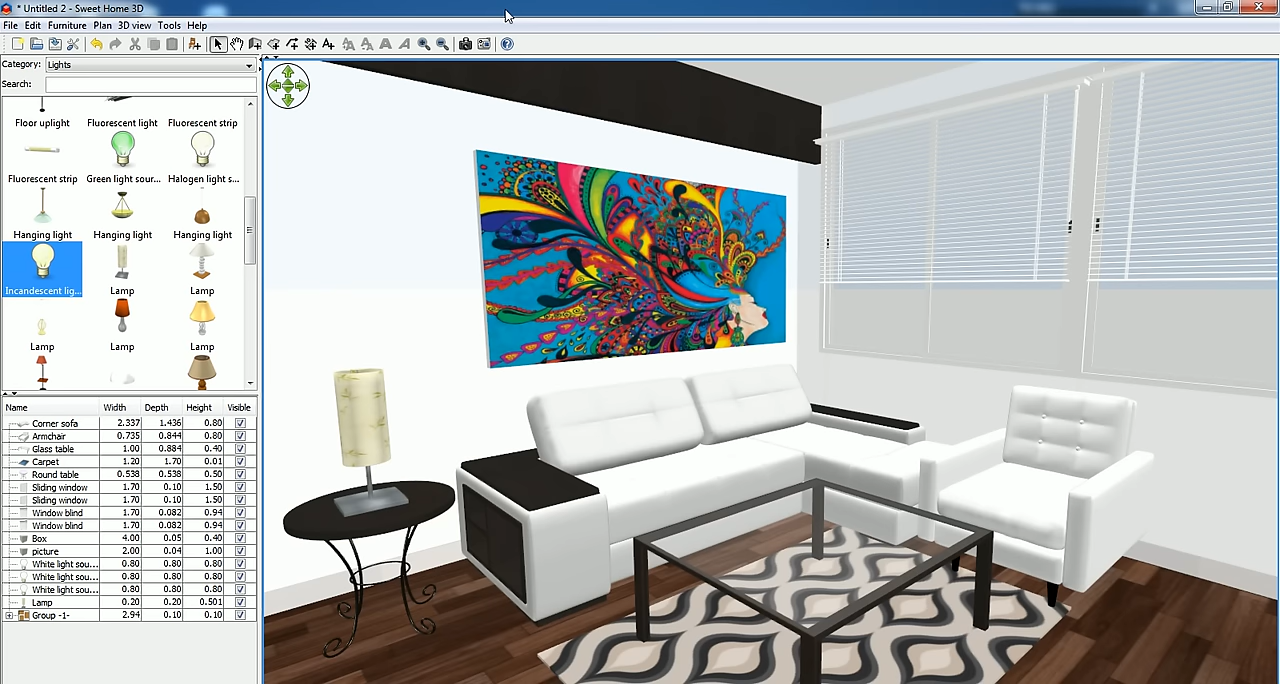 * Untitled 2 - Sweet Home 3D
File Edit Furniture Plan 3D view Tools Help
Category: Lights
Search:
Floor uplight Fluorescent light Fluorescent strip
Fluorescent strip Green light sour... Halogen light s...
Hanging light Hanging light Hanging light
Incandescent lig... Lamp Lamp
Lamp Lamp Lamp
Name Width Depth Height Visible
Corner sofa 2.337 1.436 0.80
Armchair 0.735 0.844 0.80
Glass table 1.00 0.884 0.40
Carpet 1.20 1.70 0.01
Round table 0.538 0.538 0.50
Sliding window 1.70 0.10 1.50
Sliding window 1.70 0.10 1.50
Window blind 1.70 0.082 0.94
Window blind 1.70 0.082 0.94
Box 4.00 0.05 0.40
picture 2.00 0.04 1.00
White light sou... 0.80 0.80 0.80
White light sou... 0.80 0.80 0.80
White light sou... 0.80 0.80 0.80
Lamp 0.20 0.20 0.501
Group -1- 2.94 0.10 0.10